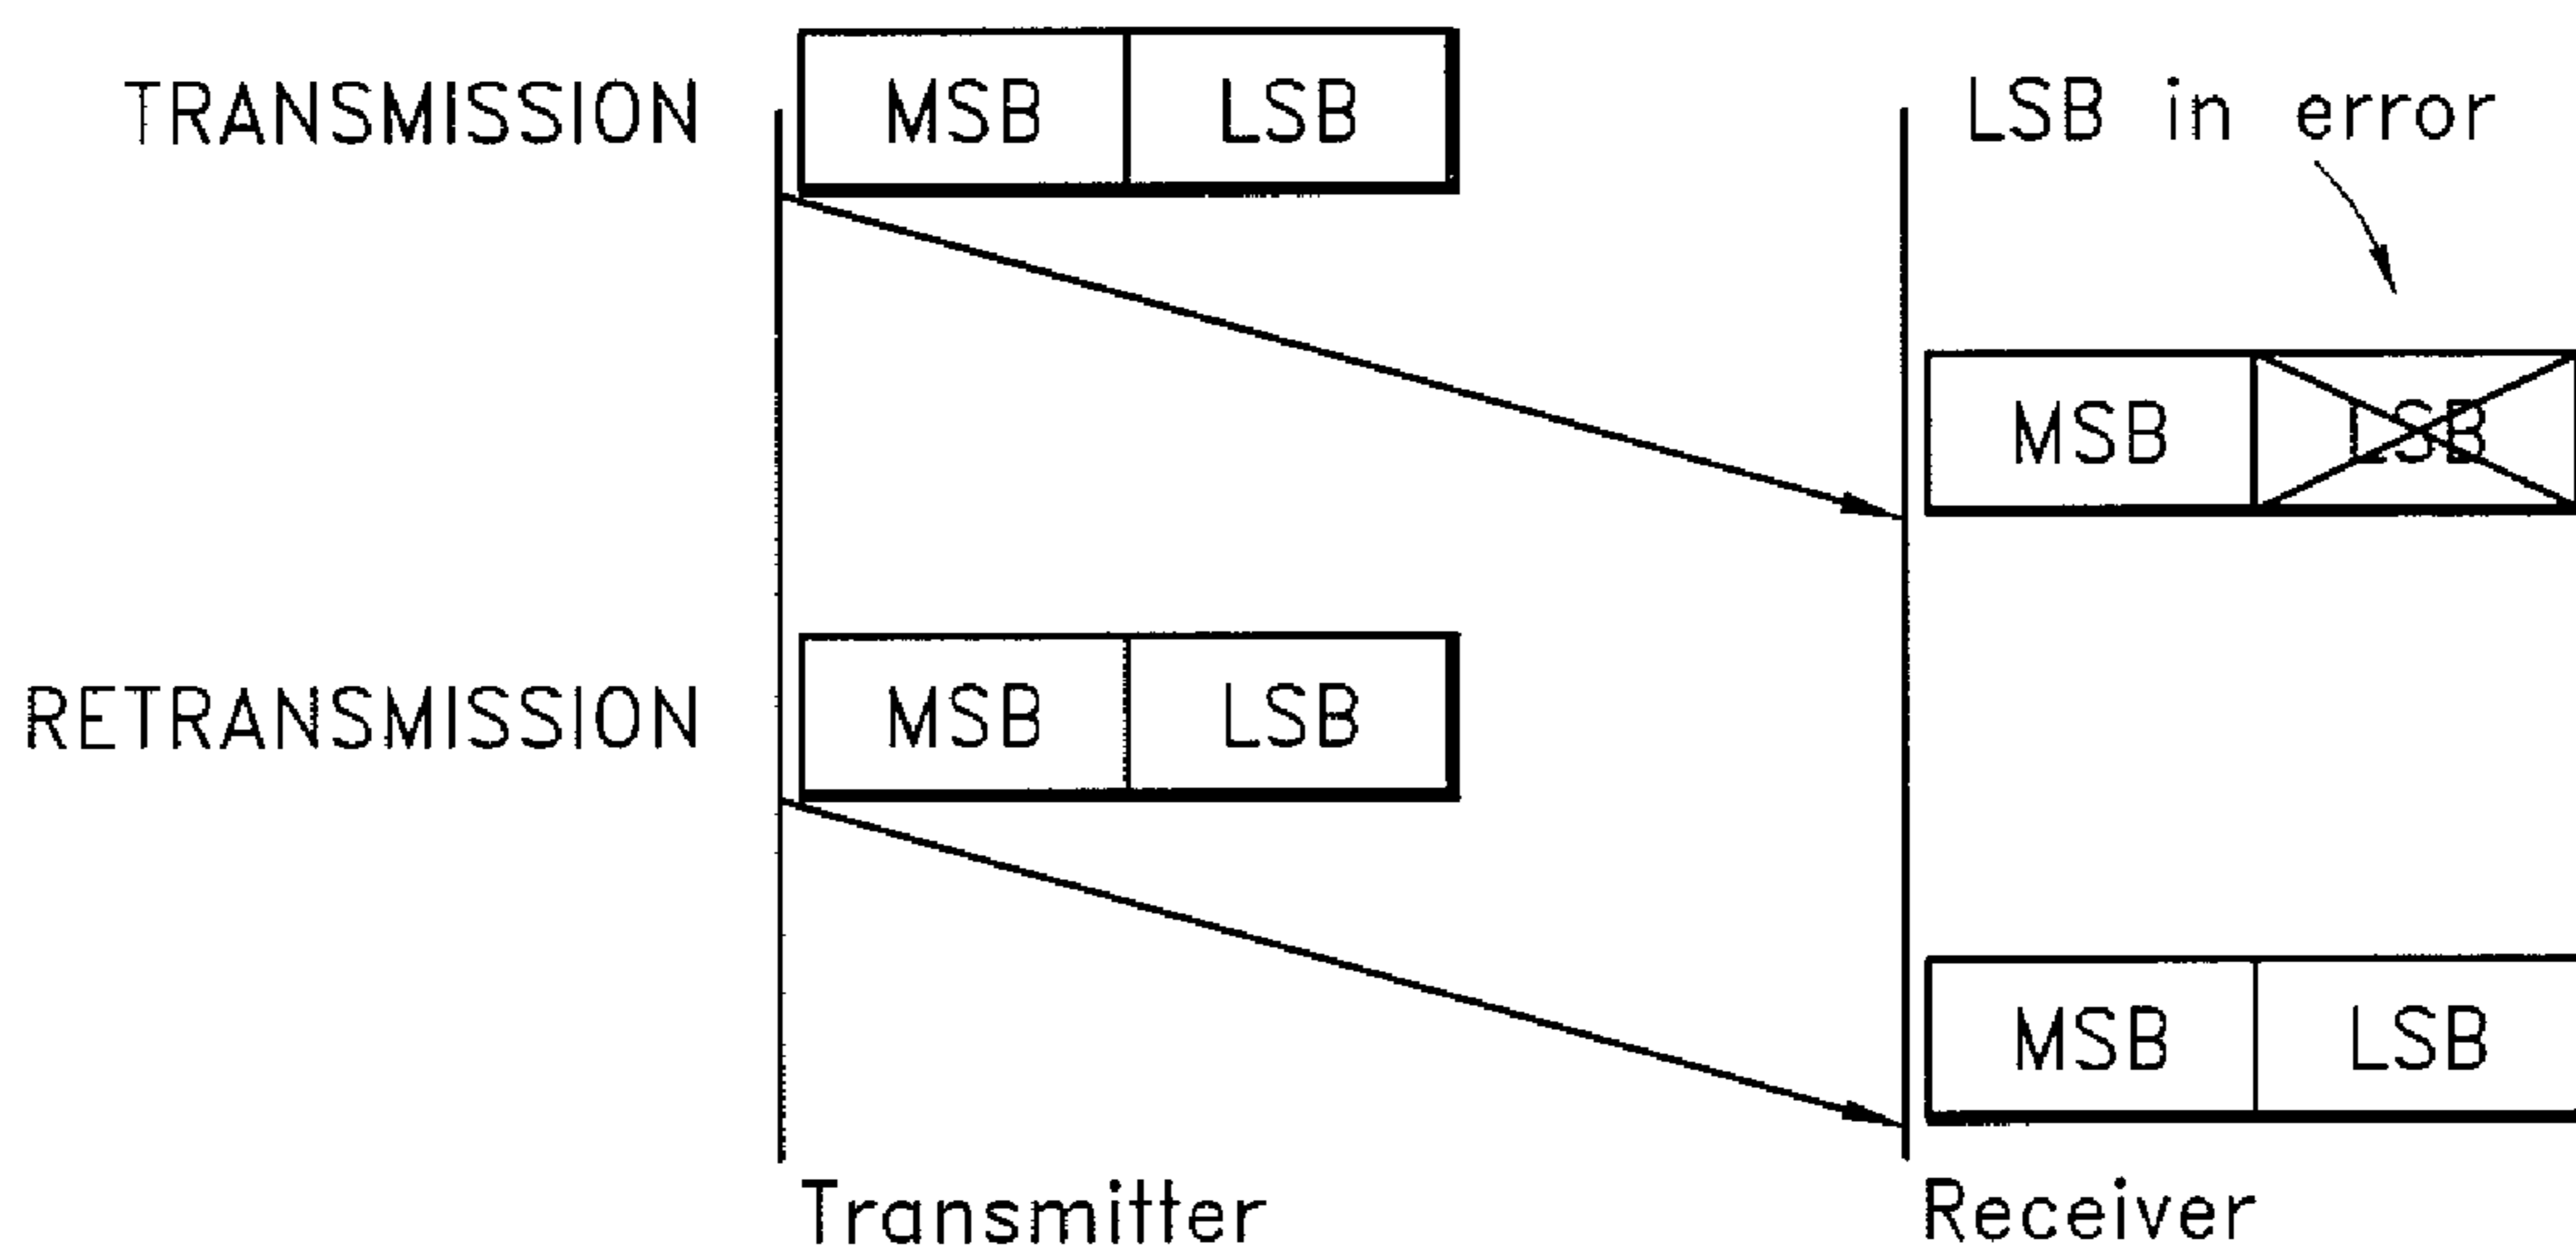 TRANSMISSION MSB LSB LSB in error
MSB LSB
RETRANSMISSION MSB LSB
MSB LSB
Transmitter Receiver